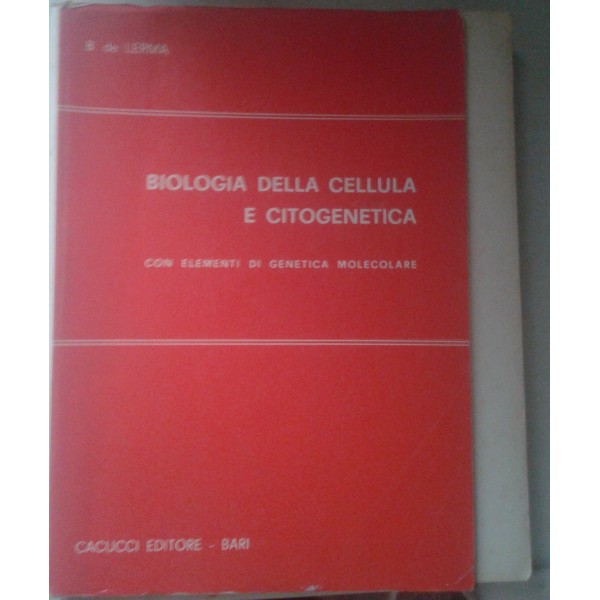 B. de LERMA
BIOLOGIA DELLA CELLULA
E CITOGENETICA
CON ELEMENTI DI GENETICA MOLECOLARE
CACUCCI EDITORE - BARI